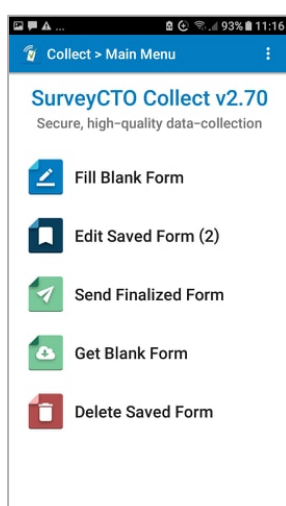 ... 93% 11:16
Collect > Main Menu
SurveyCTO Collect v2.70
Secure, high-quality data-collection
Fill Blank Form
Edit Saved Form (2)
Send Finalized Form
Get Blank Form
Delete Saved Form